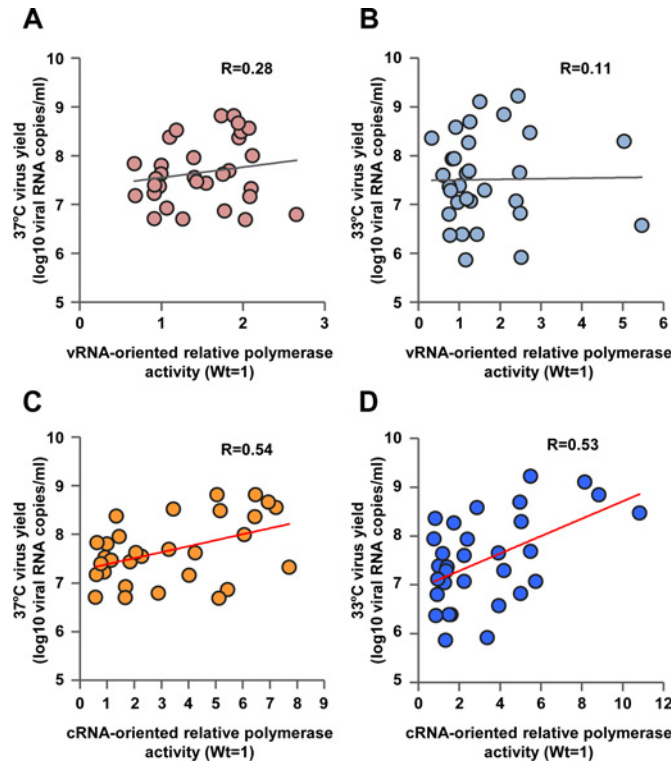 A
R=0.28
37ºC virus yield
(log10 viral RNA copies/ml)
10
9
8
7
6
5
0
1
2
3
vRNA-oriented relative polymerase
activity (Wt=1)
B
R=0.11
33ºC virus yield
(log10 viral RNA copies/ml)
10
9
8
7
6
5
0
1
2
3
4
5
6
vRNA-oriented relative polymerase
activity (Wt=1)
C
R=0.54
37ºC virus yield
(log10 viral RNA copies/ml)
10
9
8
7
6
5
0
1
2
3
4
5
6
7
8
9
cRNA-oriented relative polymerase
activity (Wt=1)
D
R=0.53
33ºC virus yield
(log10 viral RNA copies/ml)
10
9
8
7
6
5
0
2
4
6
8
10
12
cRNA-oriented relative polymerase
activity (Wt=1)